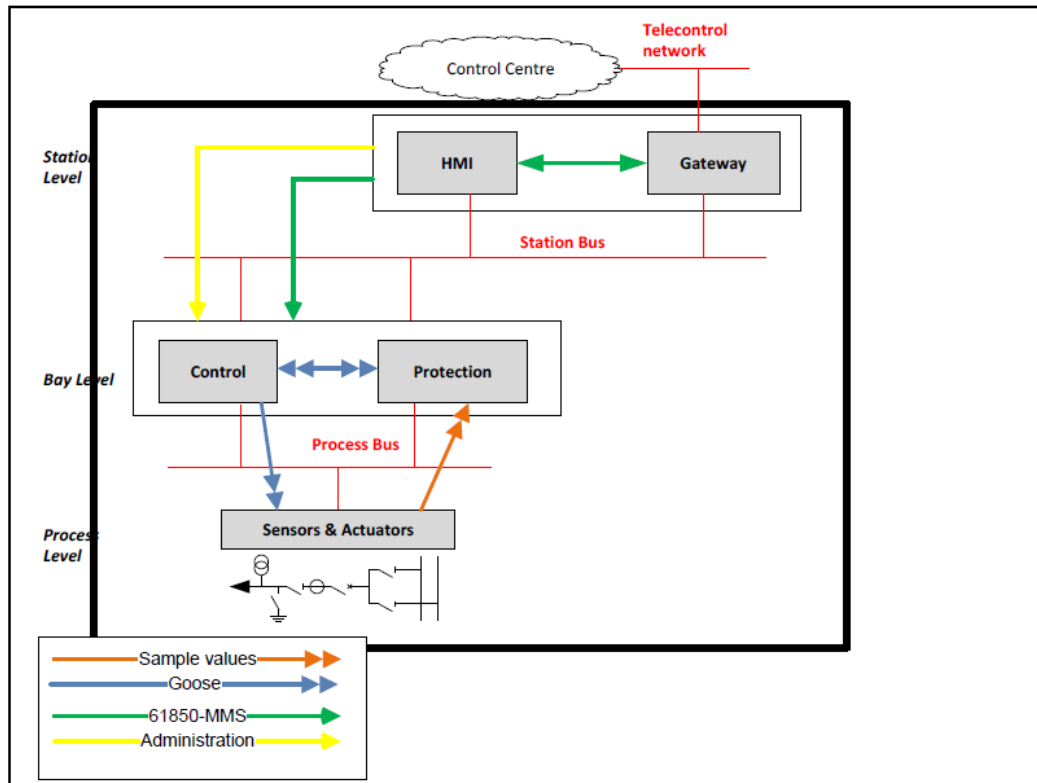 Telecontrol
network
Control Centre
Station
Level
HMI
Gateway
Station Bus
Bay Level
Control
Protection
Process Bus
Process
Level
Sensors & Actuators
Sample values
Goose
61850-MMS
Administration